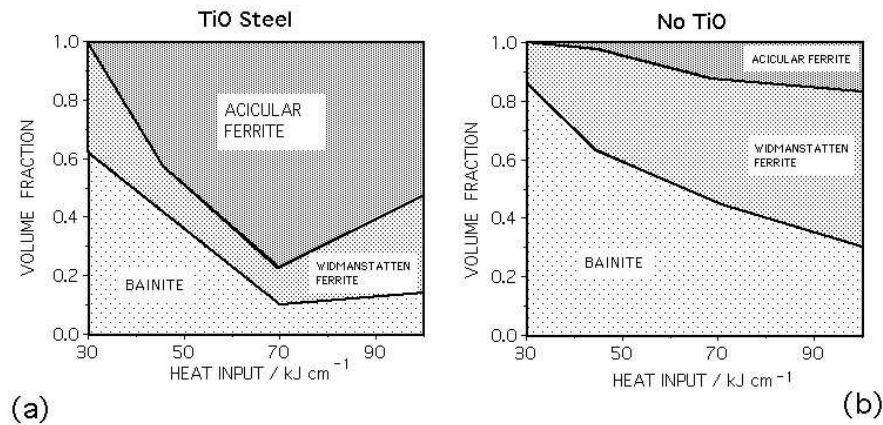 TiO Steel
1.0
0.8
0.6
0.4
0.2
0.0
VOLUME FRACTION
ACICULAR
FERRITE
WIDMANSTATTEN
FERRITE
BAINITE
30
50
70
90
HEAT INPUT / kJ cm-1
(a)
No TiO
1.0
0.8
0.6
0.4
0.2
0.0
VOLUME FRACTION
ACICULAR FERRITE
WIDMANSTATTEN
FERRITE
BAINITE
30
50
70
90
HEAT INPUT / kJ cm-1
(b)